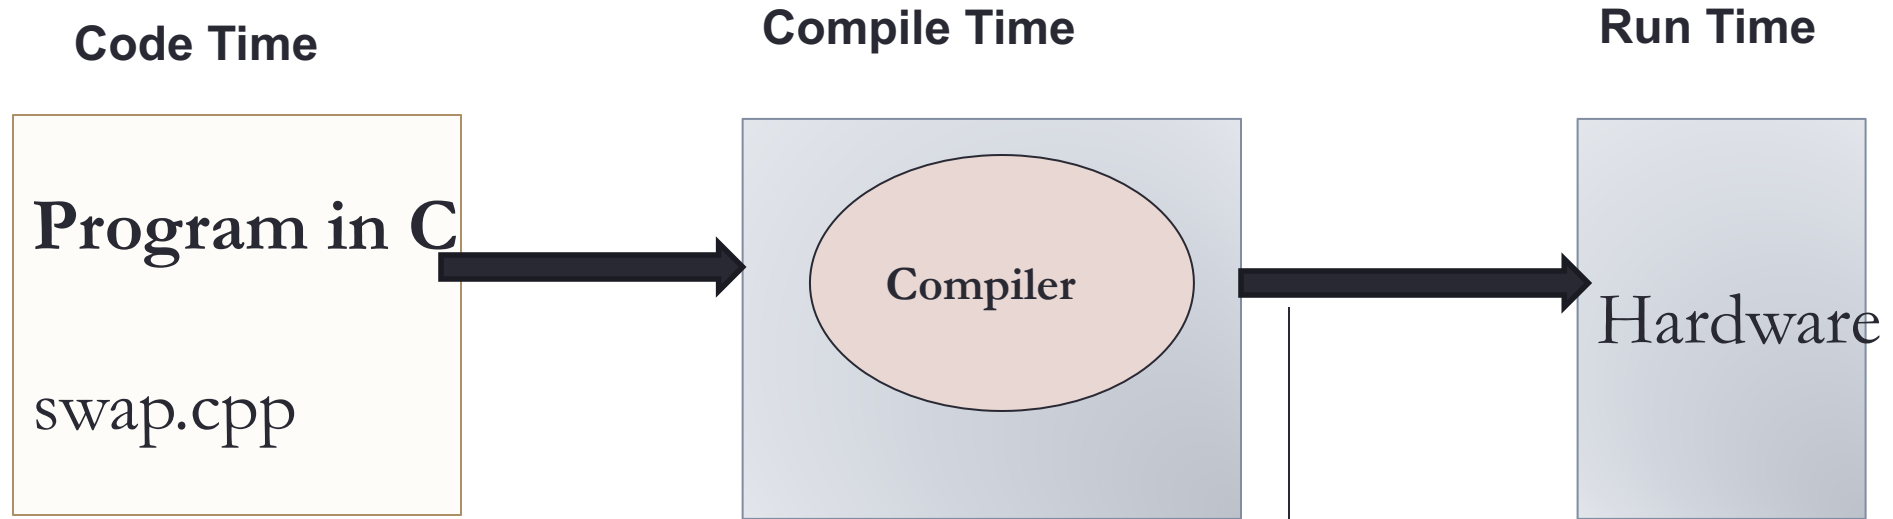 Code Time
Compile Time
Run Time
Program in C
swap.cpp
Compiler
Hardware